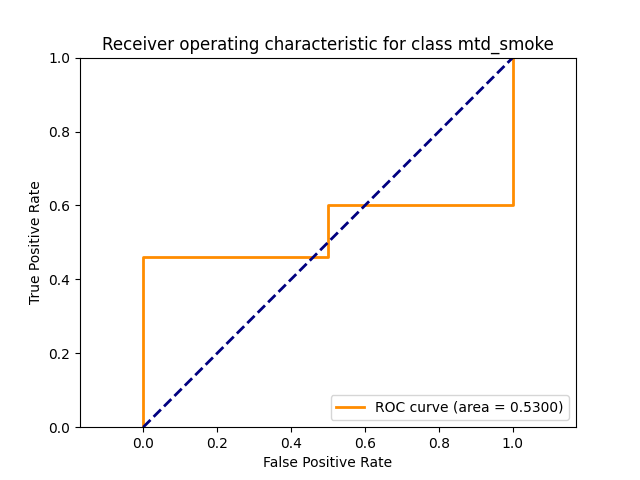 Receiver operating characteristic for class mtd_smoke
1.0
0.8
0.6
0.4
0.2
0.0
True Positive Rate
ROC curve (area = 0.5300)
0.0 0.2 0.4 0.6 0.8 1.0
False Positive Rate